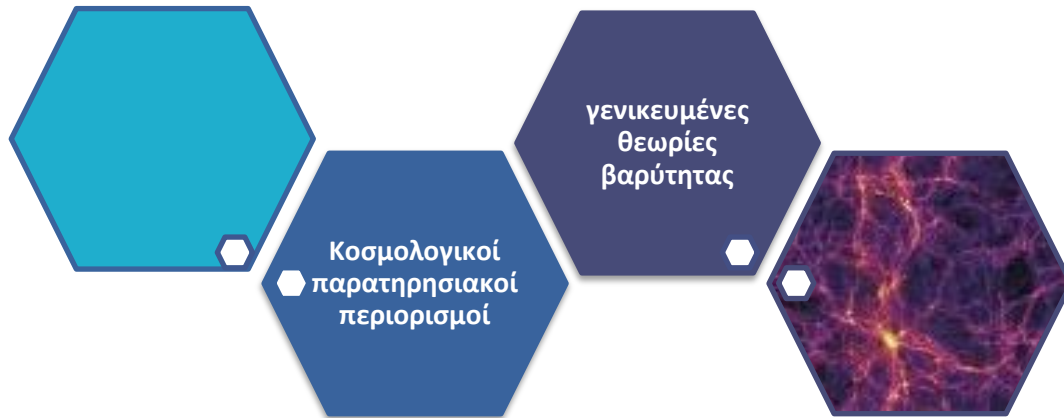 Κοσμολογικοί
παρατηρησιακοί
περιορισμοί
γενικευμένες
θεωρίες
βαρύτητας